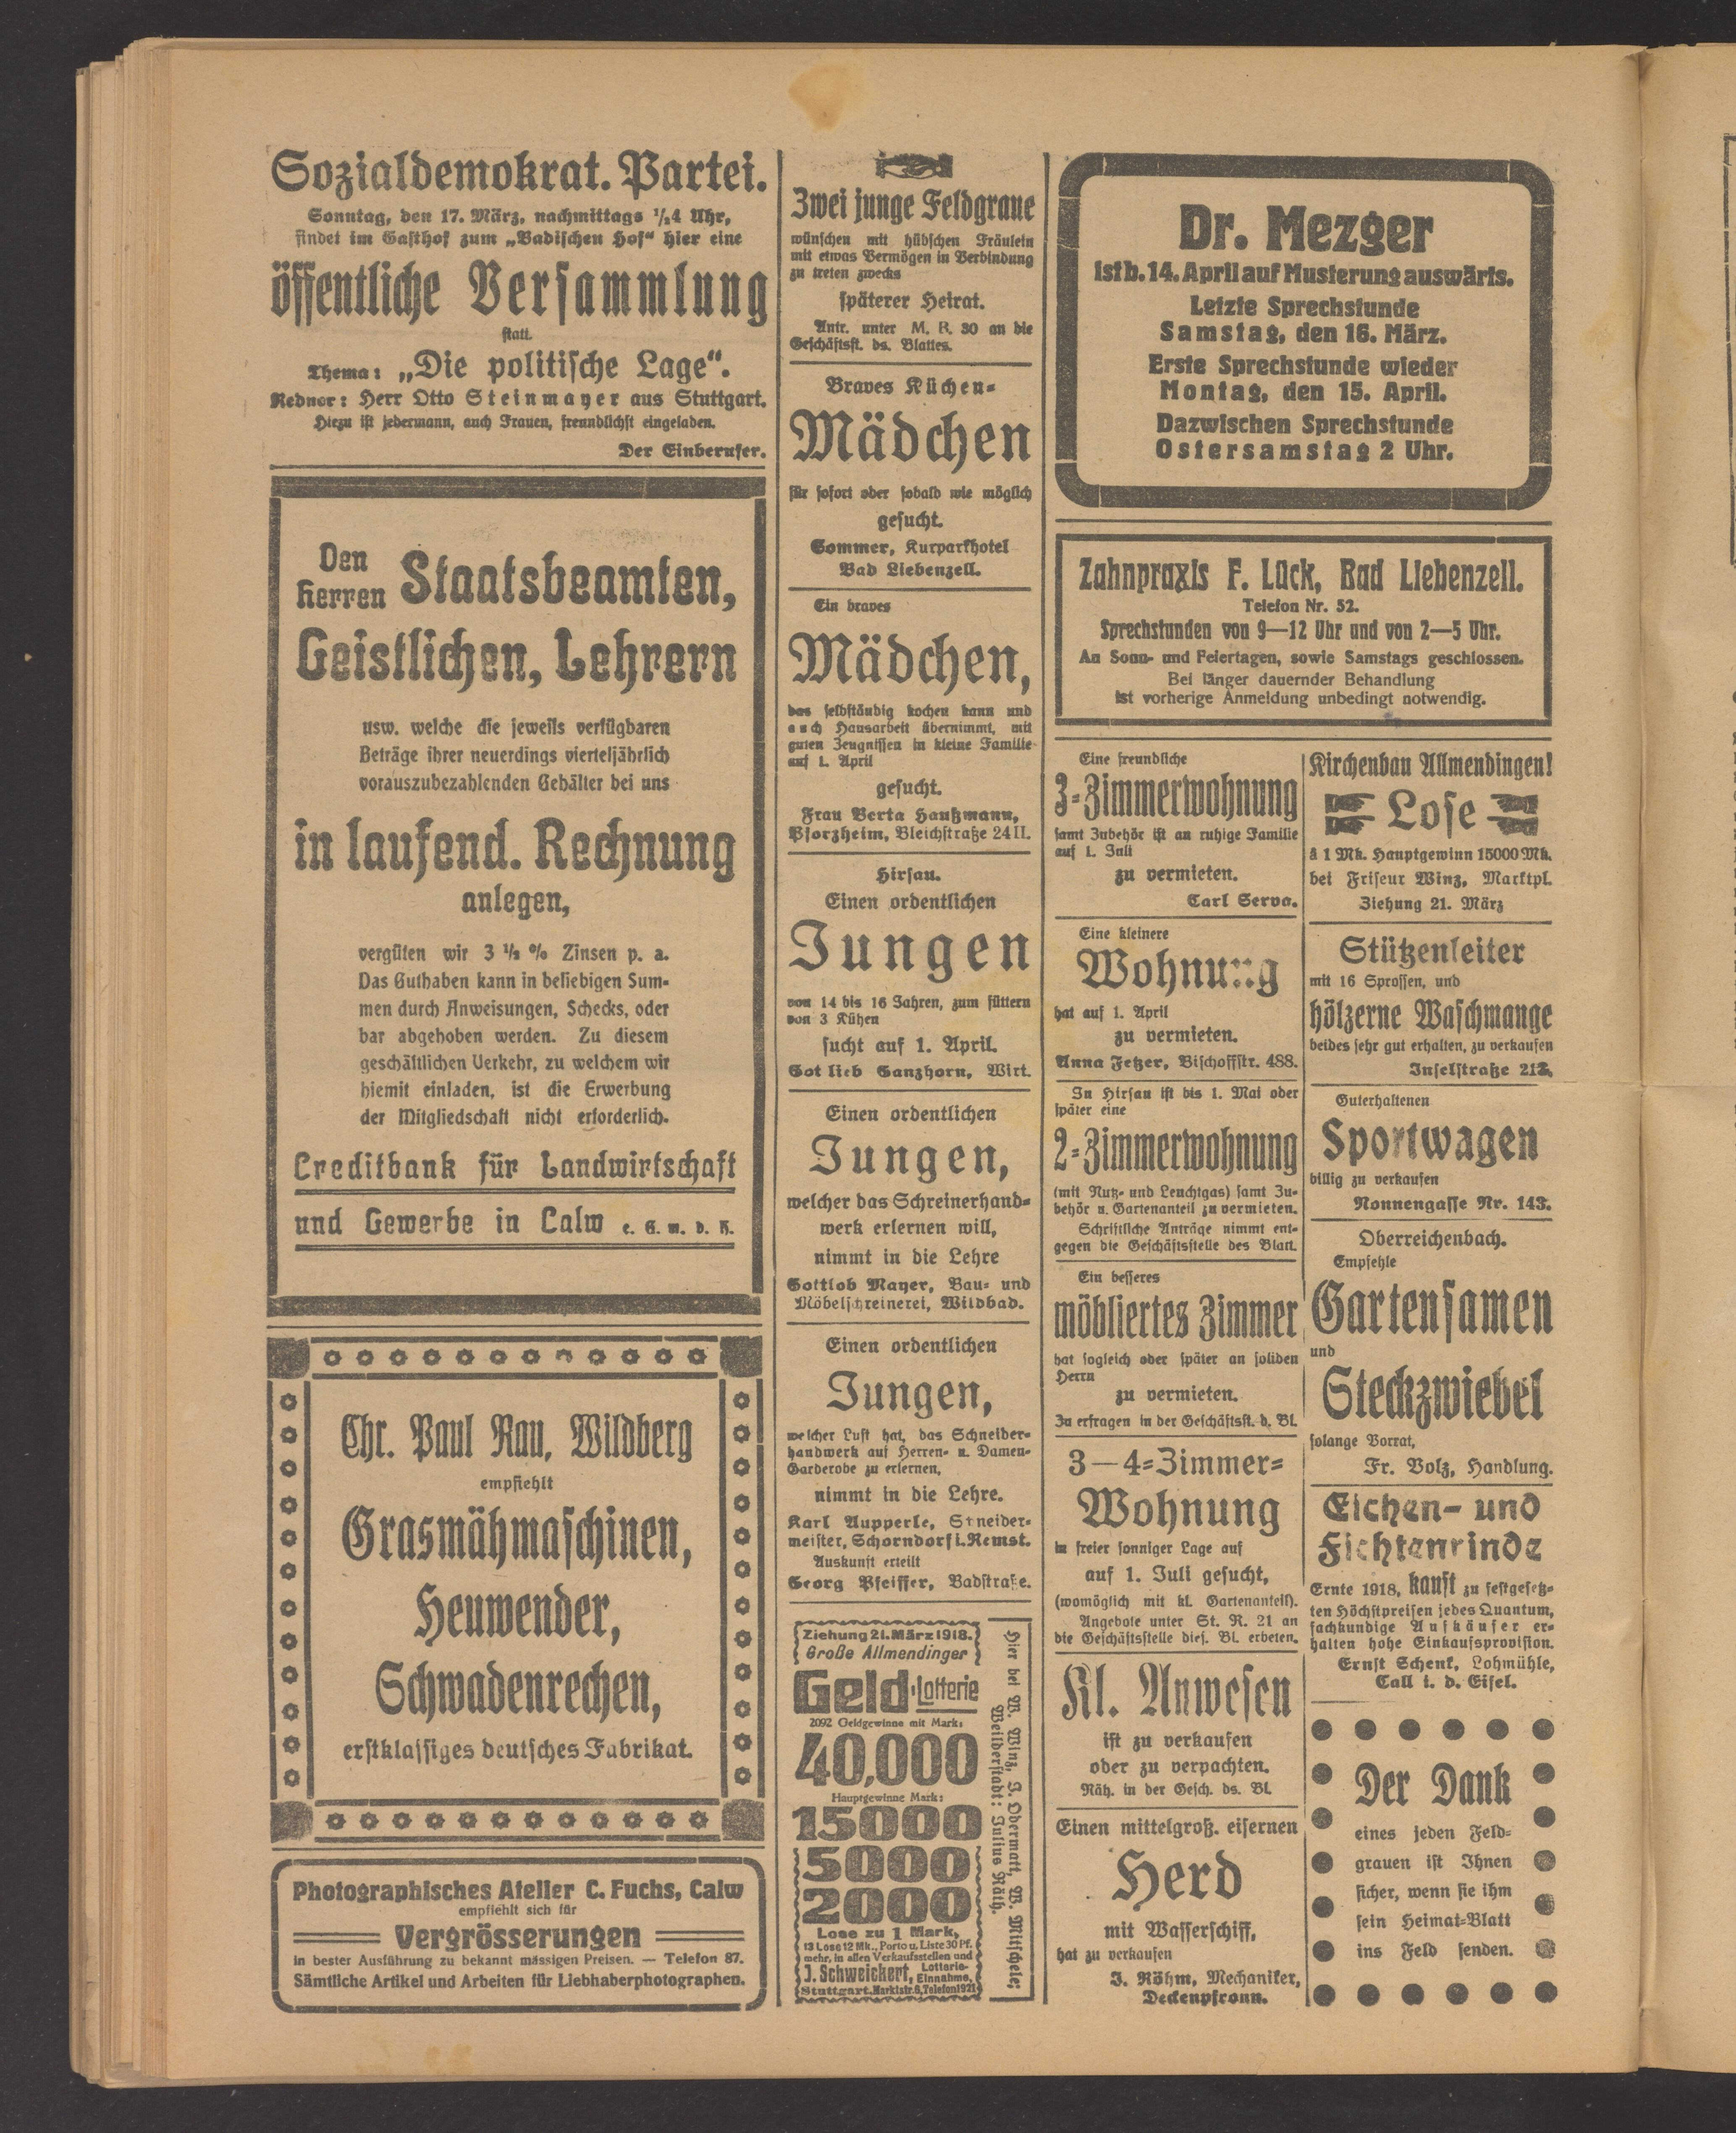 Sozialdemokrat. Partei.
Sonntag, den 17. März, nachmittags 1/24 Uhr,
findet im Gasthof zum „Badischen Hof“ hier eine
öffentliche Versammlung
statt.
Thema: „Die politische Lage“.
Redner: Herr Otto Steinmayer aus Stuttgart.
Hiezu ist jedermann, auch Frauen, freundlichst eingeladen.
Der Einberufer.
Den
Herren Staatsbeamten,
Geistlichen, Lehrern
usw. welche die jeweils verfügbaren
Beträge ihrer neuerdings vierteljährlich
vorauszubezahlenden Gehälter bei uns
in laufend. Rechnung
anlegen,
vergüten wir 3 1/2 % Zinsen p. a.
Das Guthaben kann in beliebigen Sum-
men durch Anweisungen, Schecks, oder
bar abgehoben werden. Zu diesem
geschäftlichen Verkehr, zu welchem wir
hiemit einladen, ist die Erwerbung
der Mitgliedschaft nicht erforderlich.
Creditbank für Landwirtschaft
und Gewerbe in Calw e. G. m. b. H.
Chr. Paul Rau, Wildberg
empfiehlt
Grasmähmaschinen,
Heuwender,
Schwadenrechen,
erstklassiges deutsches Fabrikat.
Photographisches Atelier C. Fuchs, Calw
empfiehlt sich für
Vergrösserungen
in bester Ausführung zu bekannt mässigen Preisen. — Telefon 87.
Sämtliche Artikel und Arbeiten für Liebhaberphotographen.
Zwei junge Feldgraue
wünschen mit hübschen Fräulein
mit etwas Vermögen in Verbindung
zu treten zwecks
späterer Heirat.
Antr. unter M. R. 30 an die
Geschäftsst. ds. Blattes.
Braves Küchen-
Mädchen
für sofort oder sobald wie möglich
gesucht.
Sommer, Kurparkhotel
Bad Liebenzell.
Ein braves
Mädchen,
das selbständig kochen kann und
auch Hausarbeit übernimmt, mit
guten Zeugnissen in kleine Familie
auf 1. April
gesucht.
Frau Berta Haußmann,
Pforzheim, Bleichstraße 24 II.
Hirsau.
Einen ordentlichen
Jungen
von 14 bis 16 Jahren, zum füttern
von 3 Kühen
sucht auf 1. April.
Gottlieb Ganzhorn, Wirt.
Einen ordentlichen
Jungen,
welcher das Schreinerhand-
werk erlernen will,
nimmt in die Lehre
Gottlob Mayer, Bau- und
Möbelschreinerei, Wildbad.
Einen ordentlichen
Jungen,
welcher Lust hat, das Schneider-
handwerk auf Herren- u. Damen-
Garderobe zu erlernen,
nimmt in die Lehre.
Karl Aupperle, Schneider-
meister, Schorndorf i. Remst.
Auskunft erteilt
Georg Pfeiffer, Badstraße.
Ziehung 21. März 1918.
Große Allmendinger
Geld-Lotterie
2092 Geldgewinne mit Mark:
40,000
Hauptgewinne Mark:
15000
5000
2000
Lose zu 1 Mark,
13 Lose 12 Mk., Porto u. Liste 30 Pf.
mehr, in allen Verkaufsstellen und
J. Schweickert, Lotterie-Einnahme,
Stuttgart, Marktstr. 6, Telefon 1921
Hier bei W. Winz, J. Obermatt, W. Mitschele;
Weilderstadt: Julius Räth.
Dr. Mezger
ist b. 14. April auf Musterung auswärts.
Letzte Sprechstunde
Samstag, den 16. März.
Erste Sprechstunde wieder
Montag, den 15. April.
Dazwischen Sprechstunde
Ostersamstag 2 Uhr.
Zahnpraxis F. Lück, Bad Liebenzell.
Telefon Nr. 52.
Sprechstunden von 9—12 Uhr und von 2—5 Uhr.
An Sonn- und Feiertagen, sowie Samstags geschlossen.
Bei länger dauernder Behandlung
ist vorherige Anmeldung unbedingt notwendig.
Eine freundliche
3-Zimmerwohnung
samt Zubehör ist an ruhige Familie
auf 1. Juli
zu vermieten.
Carl Serva.
Eine kleinere
Wohnung
hat auf 1. April
zu vermieten.
Anna Fetzer, Bischoffstr. 488.
In Hirsau ist bis 1. Mai oder
später eine
2-Zimmerwohnung
(mit Nutz- und Leuchtgas) samt Zu-
behör u. Gartenanteil zu vermieten.
Schriftliche Anträge nimmt ent-
gegen die Geschäftsstelle des Blatt.
Ein besseres
möbliertes Zimmer
hat sogleich oder später an soliden
Herrn
zu vermieten.
Zu erfragen in der Geschäftsst. d. Bl.
3—4-Zimmer-
Wohnung
in freier sonniger Lage auf
auf 1. Juli gesucht,
(womöglich mit kl. Gartenanteil).
Angebote unter St. R. 21 an
die Geschäftsstelle dies. Bl. erbeten.
Kl. Anwesen
ist zu verkaufen
oder zu verpachten.
Näh. in der Gesch. ds. Bl.
Einen mittelgroß. eisernen
Herd
mit Wasserschiff,
hat zu verkaufen
J. Röhm, Mechaniker,
Deckenpfronn.
Kirchenbau Allmendingen!
Lose
à 1 Mk. Hauptgewinn 15000 Mk.
bei Friseur Winz, Marktpl.
Ziehung 21. März
Stützenleiter
mit 16 Sprossen, und
hölzerne Waschmange
beides sehr gut erhalten, zu verkaufen
Inselstraße
Guterhaltenen
Sportwagen
billig zu verkaufen
Nonnengasse Nr. 143.
Oberreichenbach.
Empfehle
Gartensamen
und
Steckzwiebel
solange Vorrat,
Fr. Volz, Handlung.
Eichen- und
Fichtenrinde
Ernte 1918, kauft zu festgesetz-
ten Höchstpreisen jedes Quantum,
sachkundige Aufkäufer er-
halten hohe Einkaufsprovision.
Ernst Schenk, Lohmühle,
Call i. d. Eifel.
Der Dank
eines jeden Feld-
grauen ist Ihnen
sicher, wenn sie ihm
sein Heimat-Blatt
ins Feld senden.